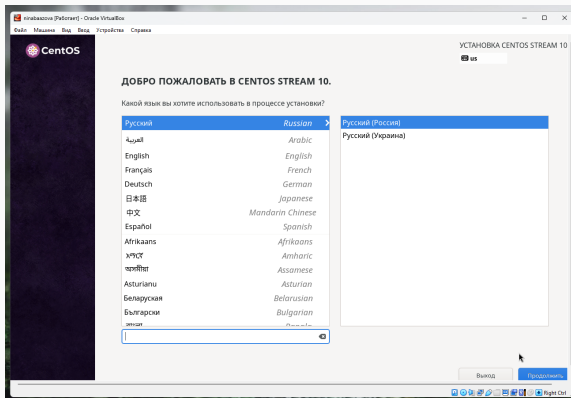 ninabaazova [Работает] - Oracle VirtualBox
Файл Машина Вид Ввод Устройства Справка
CentOS
УСТАНОВКА CENTOS STREAM 10
us
ДОБРО ПОЖАЛОВАТЬ В CENTOS STREAM 10.
Какой язык вы хотите использовать в процессе установки?
Русский Russian
Русский (Россия)
Русский (Украина)
العربية Arabic
English English
Français French
Deutsch German
日本語 Japanese
中文 Mandarin Chinese
Español Spanish
Afrikaans Afrikaans
አማርኛ Amharic
অসমীয়া Assamese
Asturianu Asturian
Беларуская Belarusian
Български Bulgarian
Выход
Продолжить
Right Ctrl